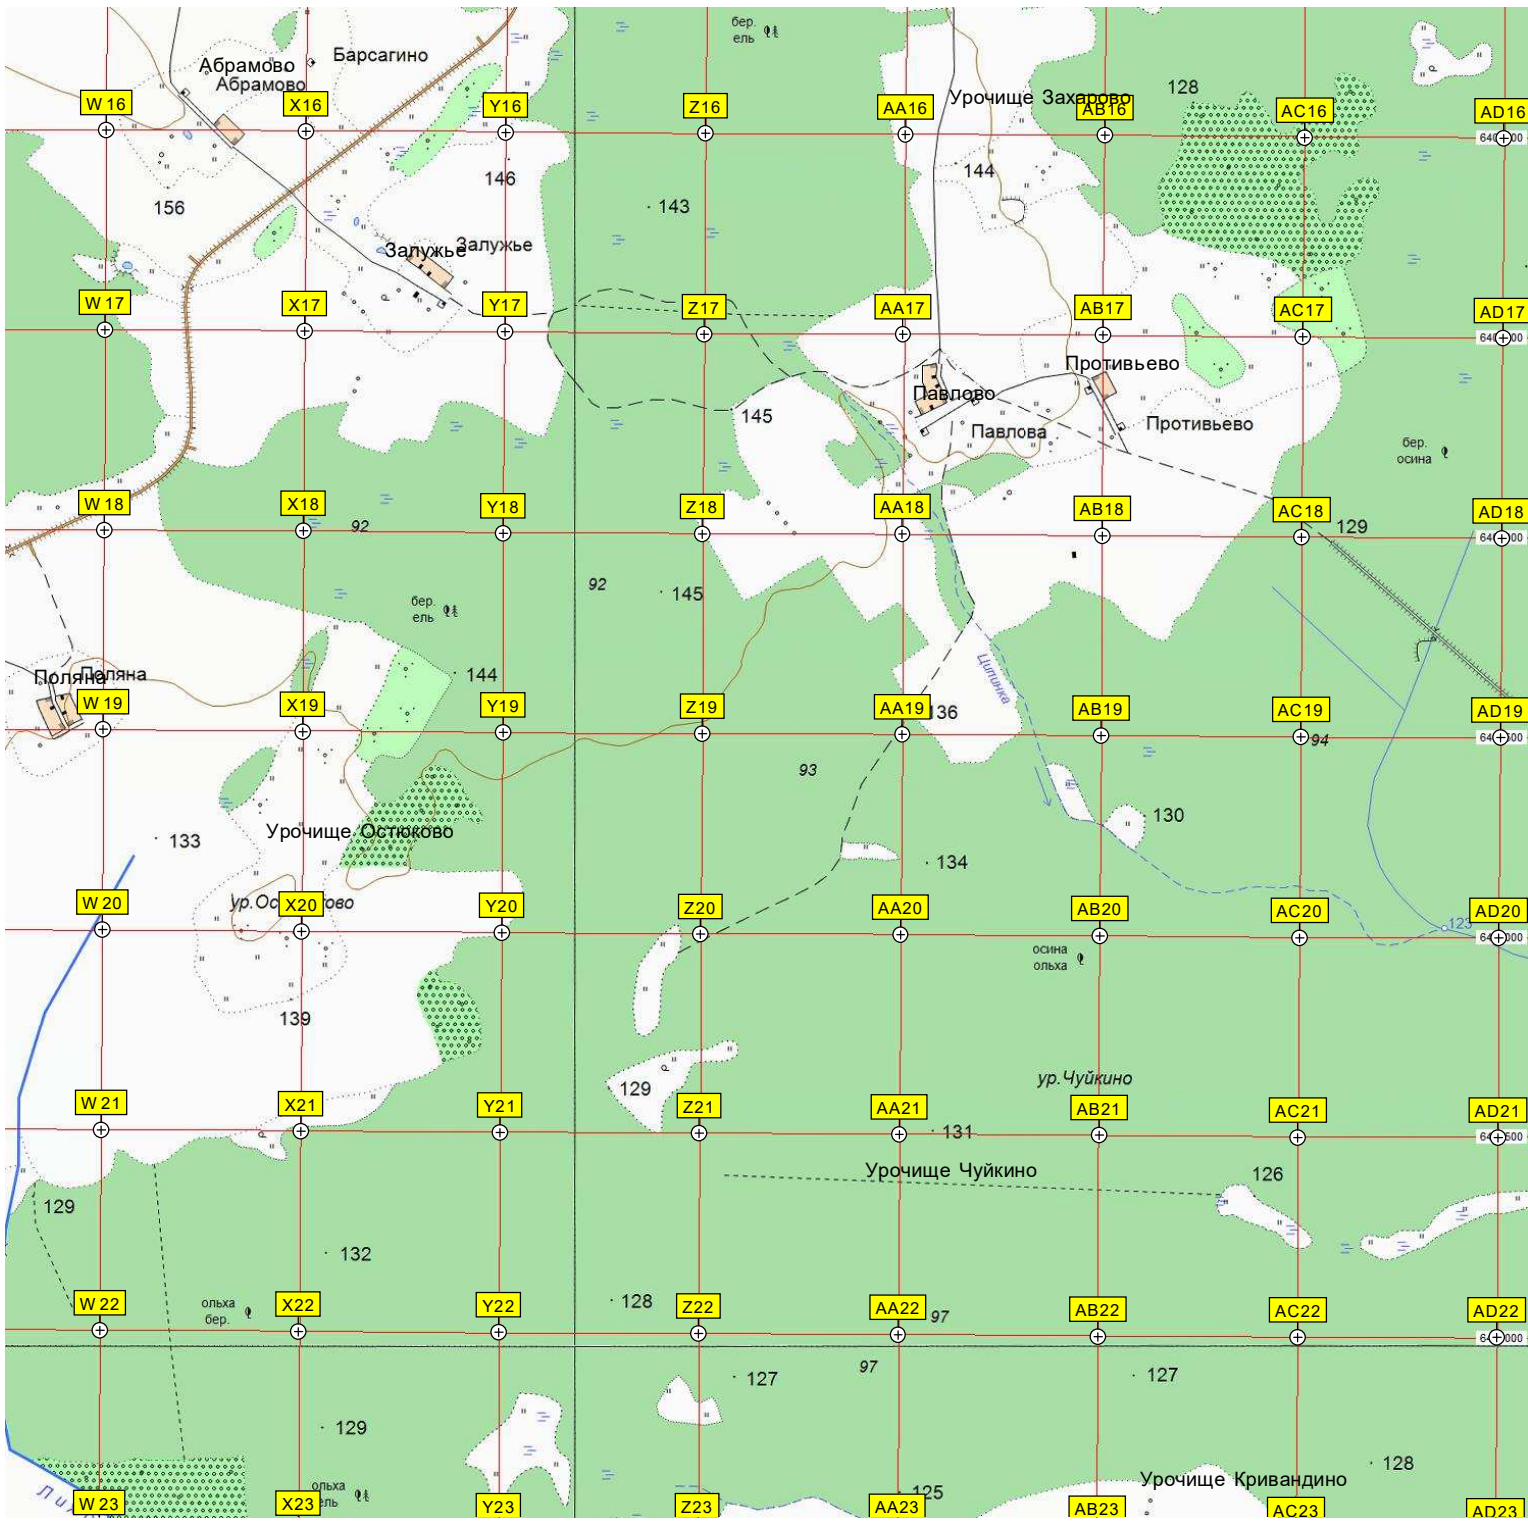 бер.
ель
Барсагино
Абрамово
Абрамово
128
W 16
X16
Y16
Z16
AA16
Урочище Захарово
AB16
AC16
AD16
146
144
156
143
Залужье
Залужье
W 17
X17
Y17
Z17
AA17
AB17
AC17
AD17
Противьево
Павлово
145
Павлова
Противьево
бер.
осина
W 18
X18
Y18
Z18
AA18
AB18
AC18
AD18
92
129
92
145
бер.
ель
Поляна
Поляна
144
Ципинка
W 19
X19
Y19
Z19
AA19
136
AB19
AC19
AD19
94
93
130
133
Урочище Остюково
134
W 20
X20
Y20
Z20
AA20
AB20
AC20
AD20
123
осина
ольха
139
129
ур.Чуйкино
W 21
X21
Y21
Z21
AA21
AB21
AC21
AD21
131
Урочище Чуйкино
126
129
132
128
ольха
бер.
W 22
X22
Y22
Z22
AA22
97
AB22
AC22
AD22
97
127
127
129
128
Урочище Кривандино
ольха
W 23
X23
Y23
Z23
AA23
125
AB23
AC23
AD23